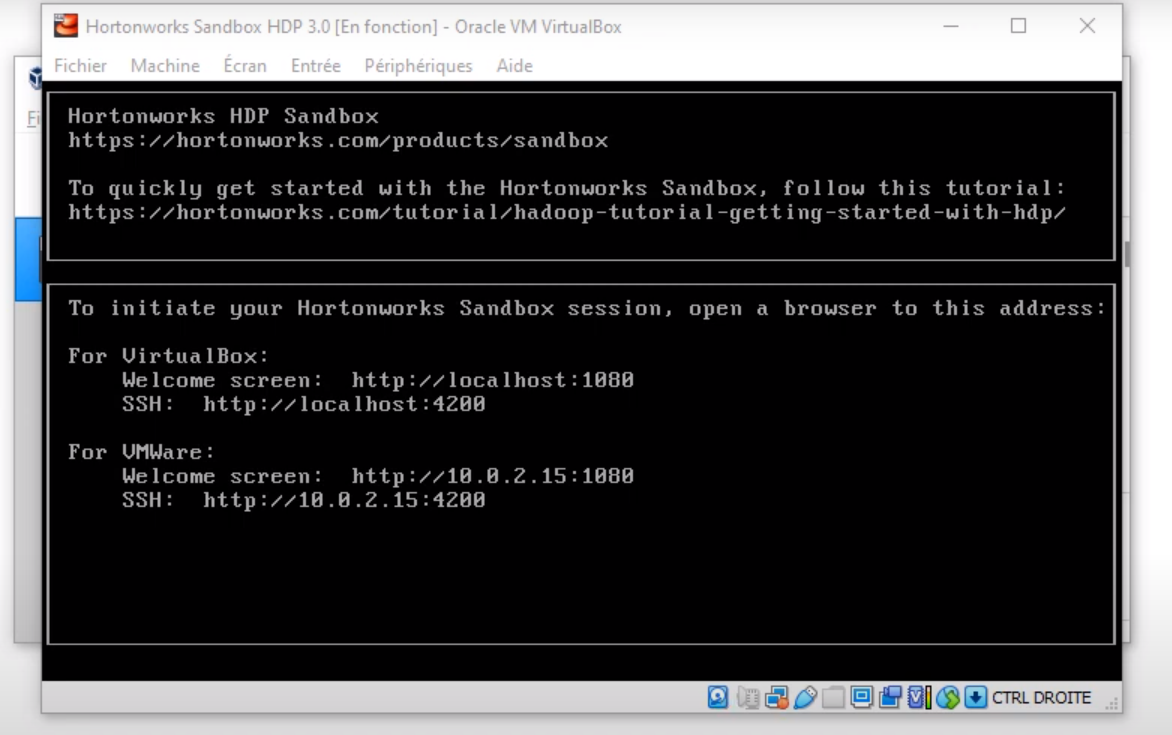 Hortonworks Sandbox HDP 3.0 [En fonction] - Oracle VM VirtualBox
Fichier Machine Écran Entrée Périphériques Aide
Fi
Hortonworks HDP Sandbox
https://hortonworks.com/products/sandbox
To quickly get started with the Hortonworks Sandbox, follow this tutorial:
https://hortonworks.com/tutorial/hadoop-tutorial-getting-started-with-hdp/
To initiate your Hortonworks Sandbox session, open a browser to this address:
For VirtualBox:
Welcome screen: http://localhost:1080
SSH: http://localhost:4200
For VMWare:
Welcome screen: http://10.0.2.15:1080
SSH: http://10.0.2.15:4200
CTRL DROITE